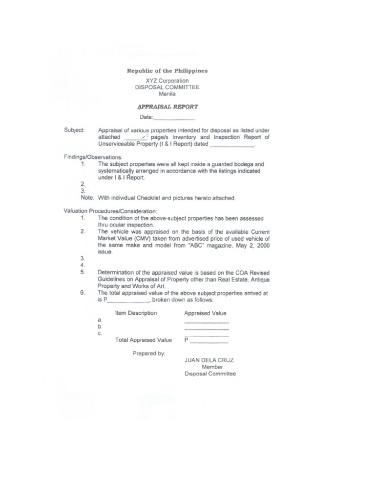 Republic of the Philippines
XYZ Corporation
DISPOSAL COMMITTEE
Manila
APPRAISAL REPORT
Date:______________
Subject: Appraisal of various properties intended for disposal as listed under
attached ________ page/s Inventory and Inspection Report of
Unserviceable Property (I & I Report) dated ______________.
Findings/Observations:
1. The subject properties were all kept inside a guarded bodega and
systematically arranged in accordance with the listings indicated
under I & I Report.
2.
3.
Note: With individual Checklist and pictures hereto attached.
Valuation Procedures/Consideration:
1. The condition of the above-subject properties has been assessed
thru ocular inspection.
2. The vehicle was appraised on the basis of the available Current
Market Value (CMV) taken from advertised price of used vehicle of
the same make and model from "ABC" magazine, May 2, 2000
issue.
3.
4.
5. Determination of the appraised value is based on the COA Revised
Guidelines on Appraisal of Property other than Real Estate, Antique
Property and Works of Art.
6. The total appraised value of the above subject properties arrived at
is P____________, broken down as follows:
Item Description Appraised Value
a. ____________
b. ____________
c. ____________
Total Appraised Value P ____________
Prepared by:
JUAN DELA CRUZ
Member
Disposal Committee